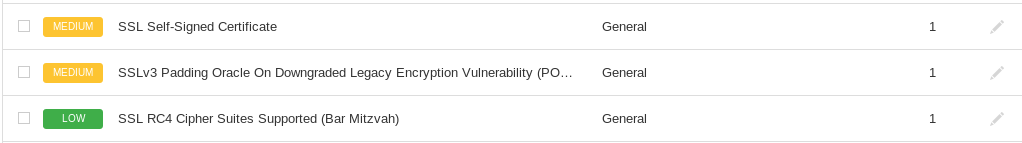 MEDIUM SSL Self-Signed Certificate General 1
MEDIUM SSLv3 Padding Oracle On Downgraded Legacy Encryption Vulnerability (PO… General 1
LOW SSL RC4 Cipher Suites Supported (Bar Mitzvah) General 1